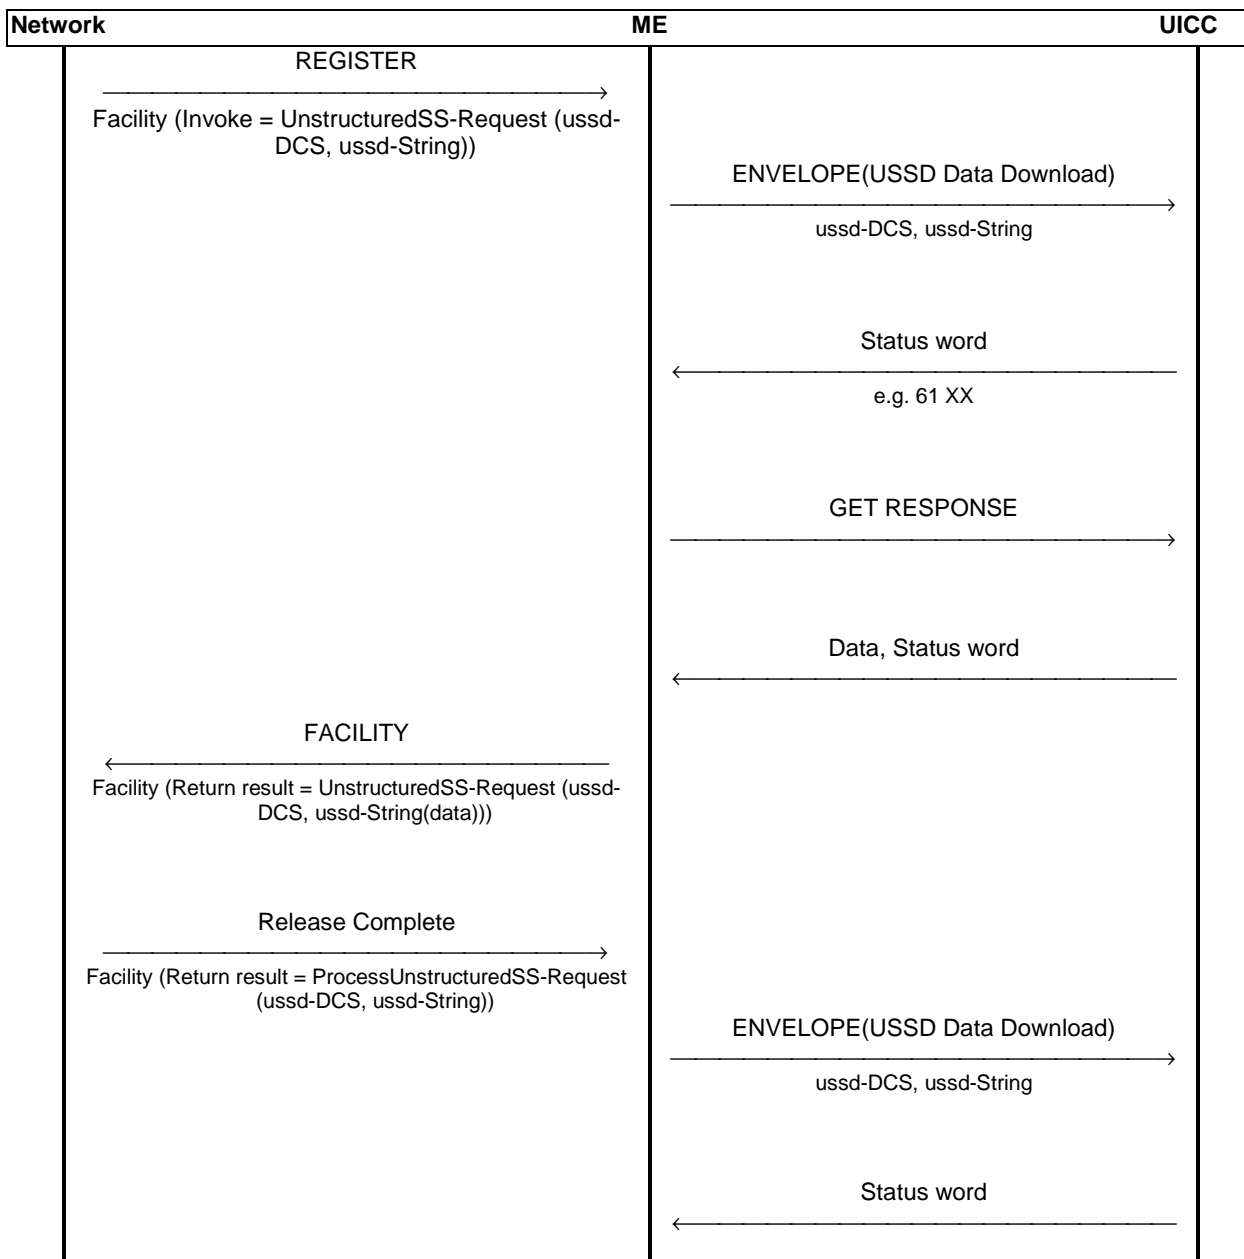 Network ME UICC
REGISTER
Facility (Invoke = UnstructuredSS-Request (ussd-
DCS, ussd-String))
ENVELOPE(USSD Data Download)
ussd-DCS, ussd-String
Status word
e.g. 61 XX
GET RESPONSE
Data, Status word
FACILITY
Facility (Return result = UnstructuredSS-Request (ussd-
DCS, ussd-String(data)))
Release Complete
Facility (Return result = ProcessUnstructuredSS-Request
(ussd-DCS, ussd-String))
ENVELOPE(USSD Data Download)
ussd-DCS, ussd-String
Status word